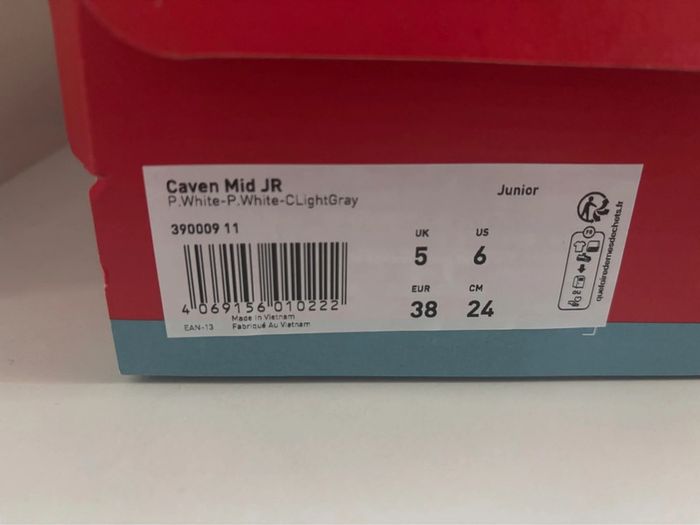 Caven Mid JR
P.White-P.White-CLightGray
Junior
390009 11
UK US
5 6
EUR CM
38 24
4 069156 010222
EAN-13
Made in Vietnam
Fabriqué Au Vietnam
FR
quefairedemesdechets.fr